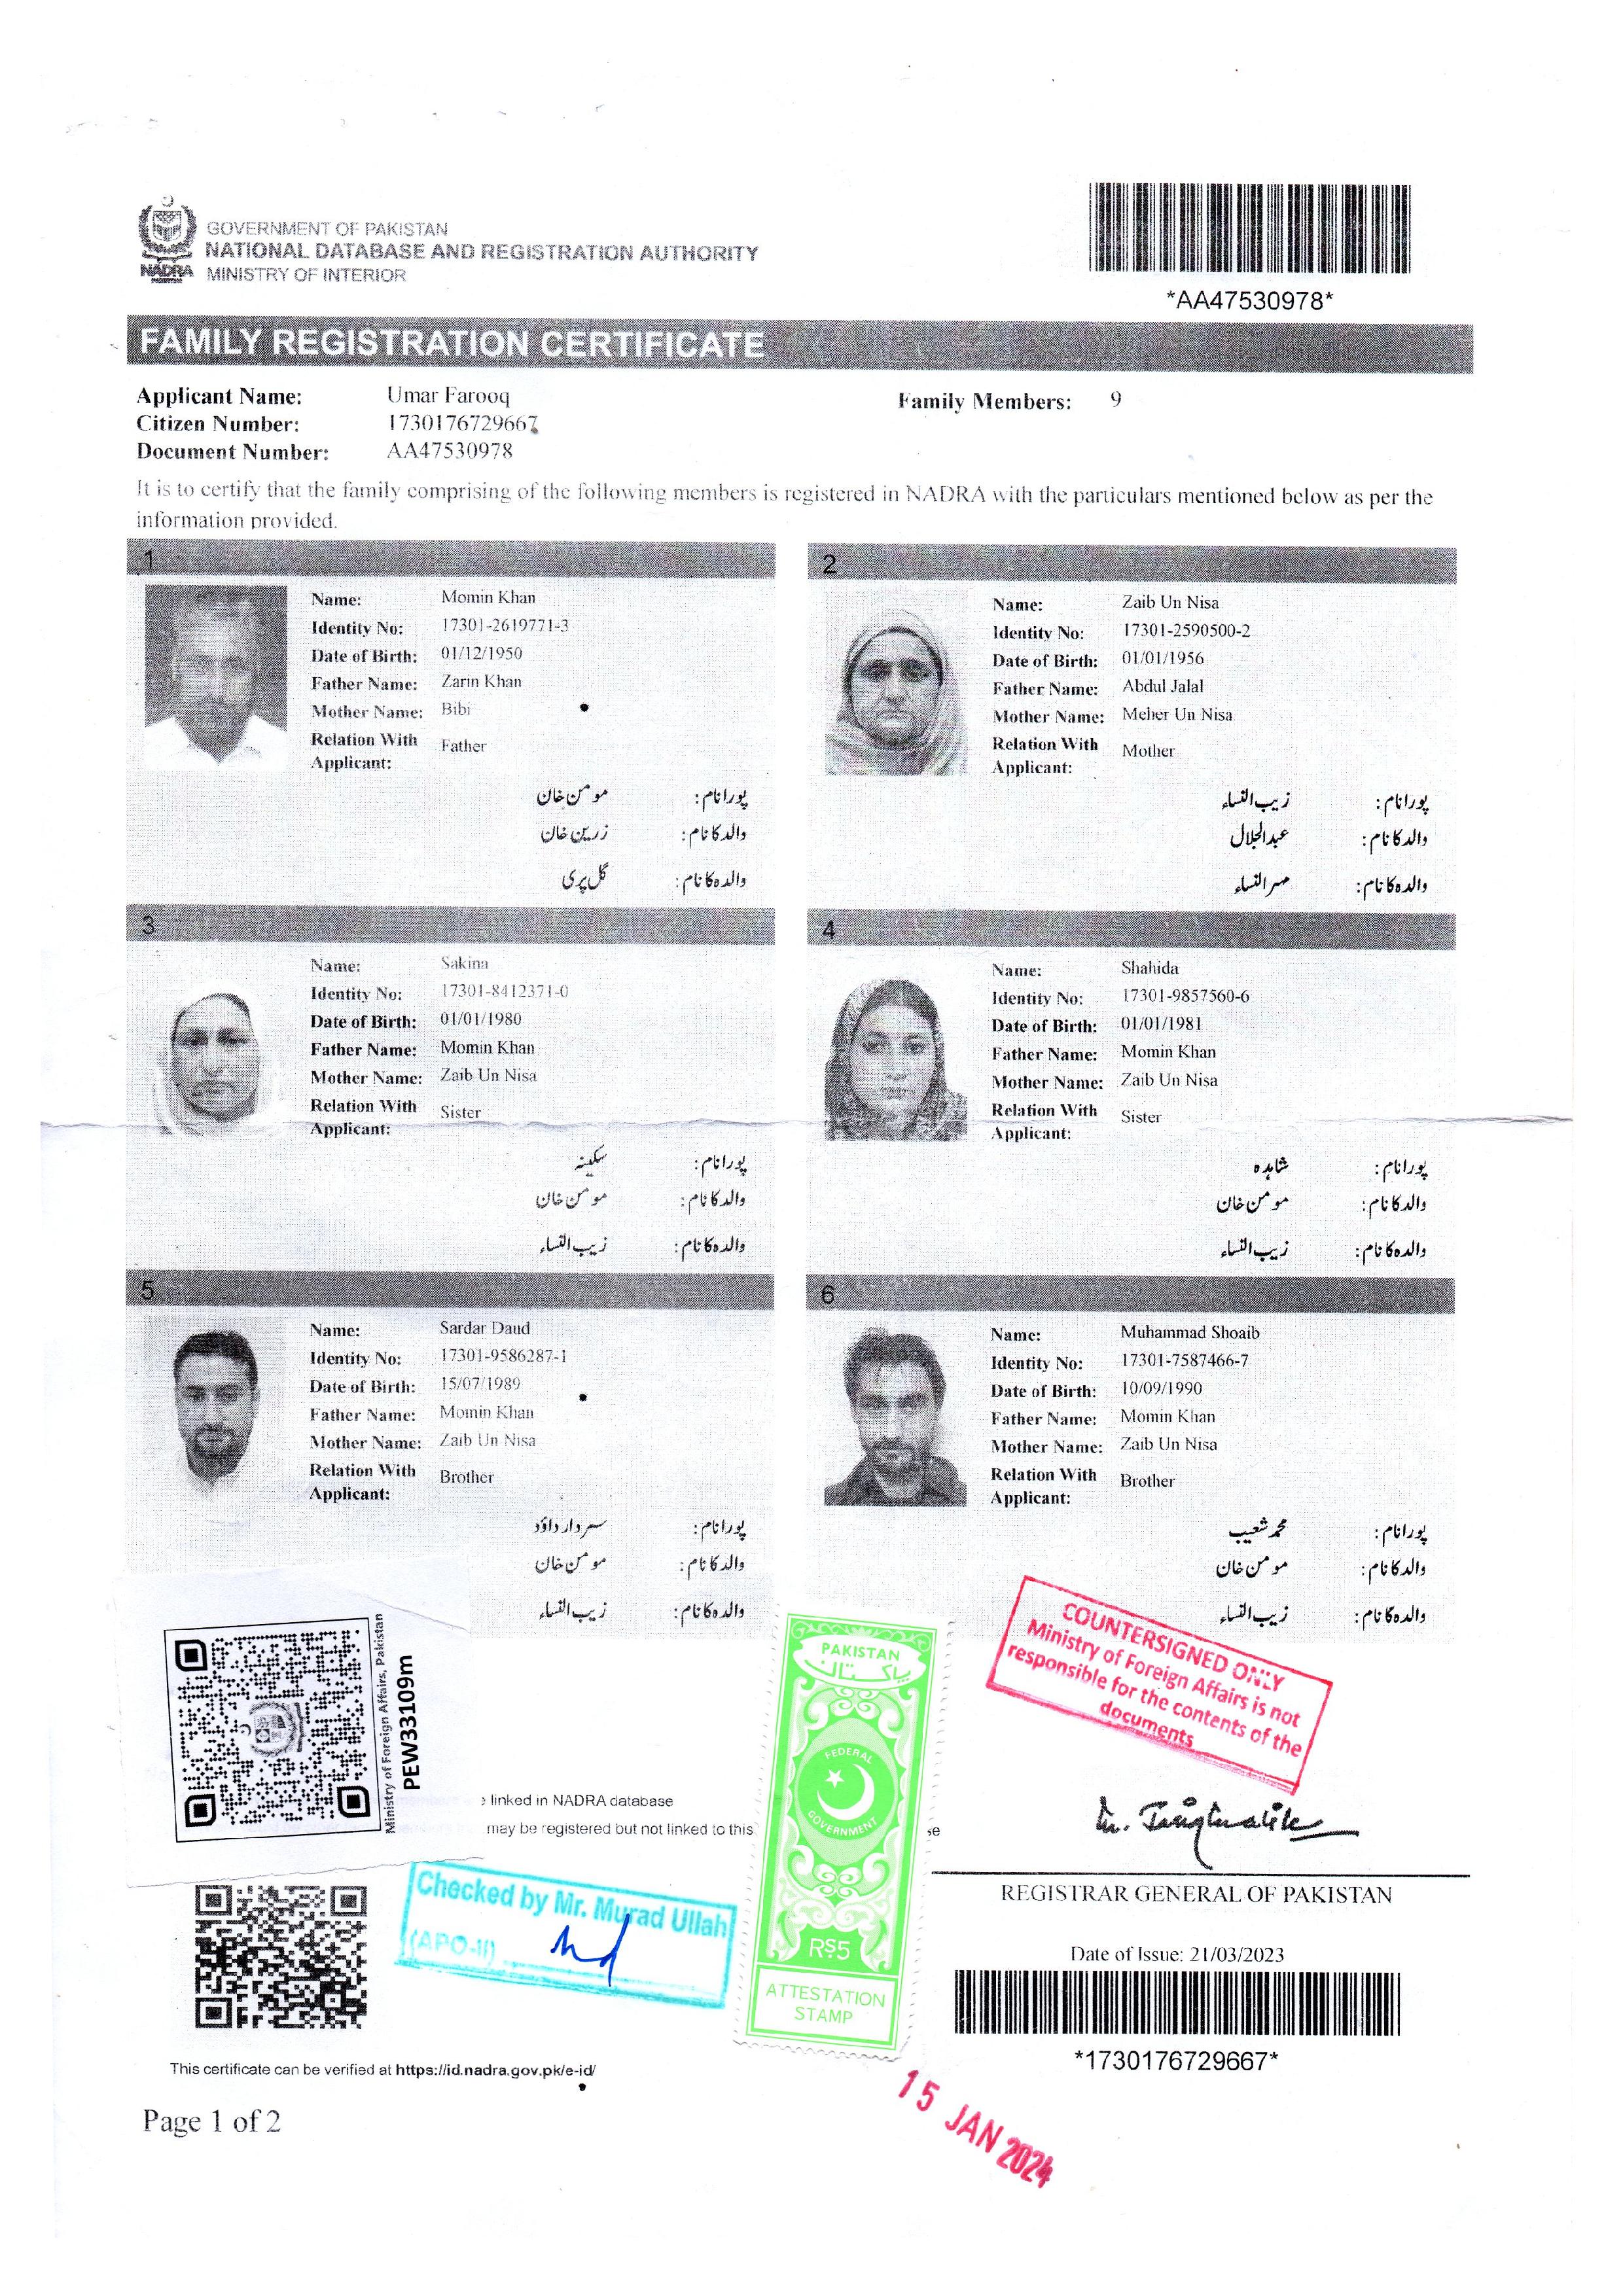 GOVERNMENT OF PAKISTAN
NATIONAL DATABASE AND REGISTRATION AUTHORITY
NADRA MINISTRY OF INTERIOR
*AA47530978*
FAMILY REGISTRATION CERTIFICATE
Applicant Name: Umar Farooq
Family Members: 9
Citizen Number: 1730176729667
Document Number: AA47530978
It is to certify that the family comprising of the following members is registered in NADRA with the particulars mentioned below as per the
information provided.
1
Name: Momin Khan
Identity No: 17301-2619771-3
Date of Birth: 01/12/1950
Father Name: Zarin Khan
Mother Name: Bibi
Relation With
Applicant: Father
پورا نام: مومن خان
والد کا نام: زرین خان
والدہ کا نام: گل پری
2
Name: Zaib Un Nisa
Identity No: 17301-2590500-2
Date of Birth: 01/01/1956
Father Name: Abdul Jalal
Mother Name: Meher Un Nisa
Relation With
Applicant: Mother
پورا نام: زیب النساء
والد کا نام: عبدالجلال
والدہ کا نام: مہرالنساء
3
Name: Sakina
Identity No: 17301-8412371-0
Date of Birth: 01/01/1980
Father Name: Momin Khan
Mother Name: Zaib Un Nisa
Relation With
Applicant: Sister
پورا نام: سکینہ
والد کا نام: مومن خان
والدہ کا نام: زیب النساء
4
Name: Shahida
Identity No: 17301-9857560-6
Date of Birth: 01/01/1981
Father Name: Momin Khan
Mother Name: Zaib Un Nisa
Relation With
Applicant: Sister
پورا نام: شاہدہ
والد کا نام: مومن خان
والدہ کا نام: زیب النساء
5
Name: Sardar Daud
Identity No: 17301-9586287-1
Date of Birth: 15/07/1989
Father Name: Momin Khan
Mother Name: Zaib Un Nisa
Relation With
Applicant: Brother
پورا نام: سردار داؤد
والد کا نام: مومن خان
والدہ کا نام: زیب النساء
6
Name: Muhammad Shoaib
Identity No: 17301-7587466-7
Date of Birth: 10/09/1990
Father Name: Momin Khan
Mother Name: Zaib Un Nisa
Relation With
Applicant: Brother
پورا نام: محمد شعیب
والد کا نام: مومن خان
والدہ کا نام: زیب النساء
Ministry of Foreign Affairs, Pakistan
PEW33109m
linked in NADRA database
may be registered but not linked to this
se
PAKISTAN
پاکستان
FEDERAL
GOVERNMENT
RS5
ATTESTATION
STAMP
COUNTERSIGNED ONLY
Ministry of Foreign Affairs is not
responsible for the contents of the
documents
Checked by Mr. Murad Ullah
(APO-II)
REGISTRAR GENERAL OF PAKISTAN
Date of Issue: 21/03/2023
*1730176729667*
This certificate can be verified at https://id.nadra.gov.pk/e-id/
15 JAN 2024
Page 1 of 2